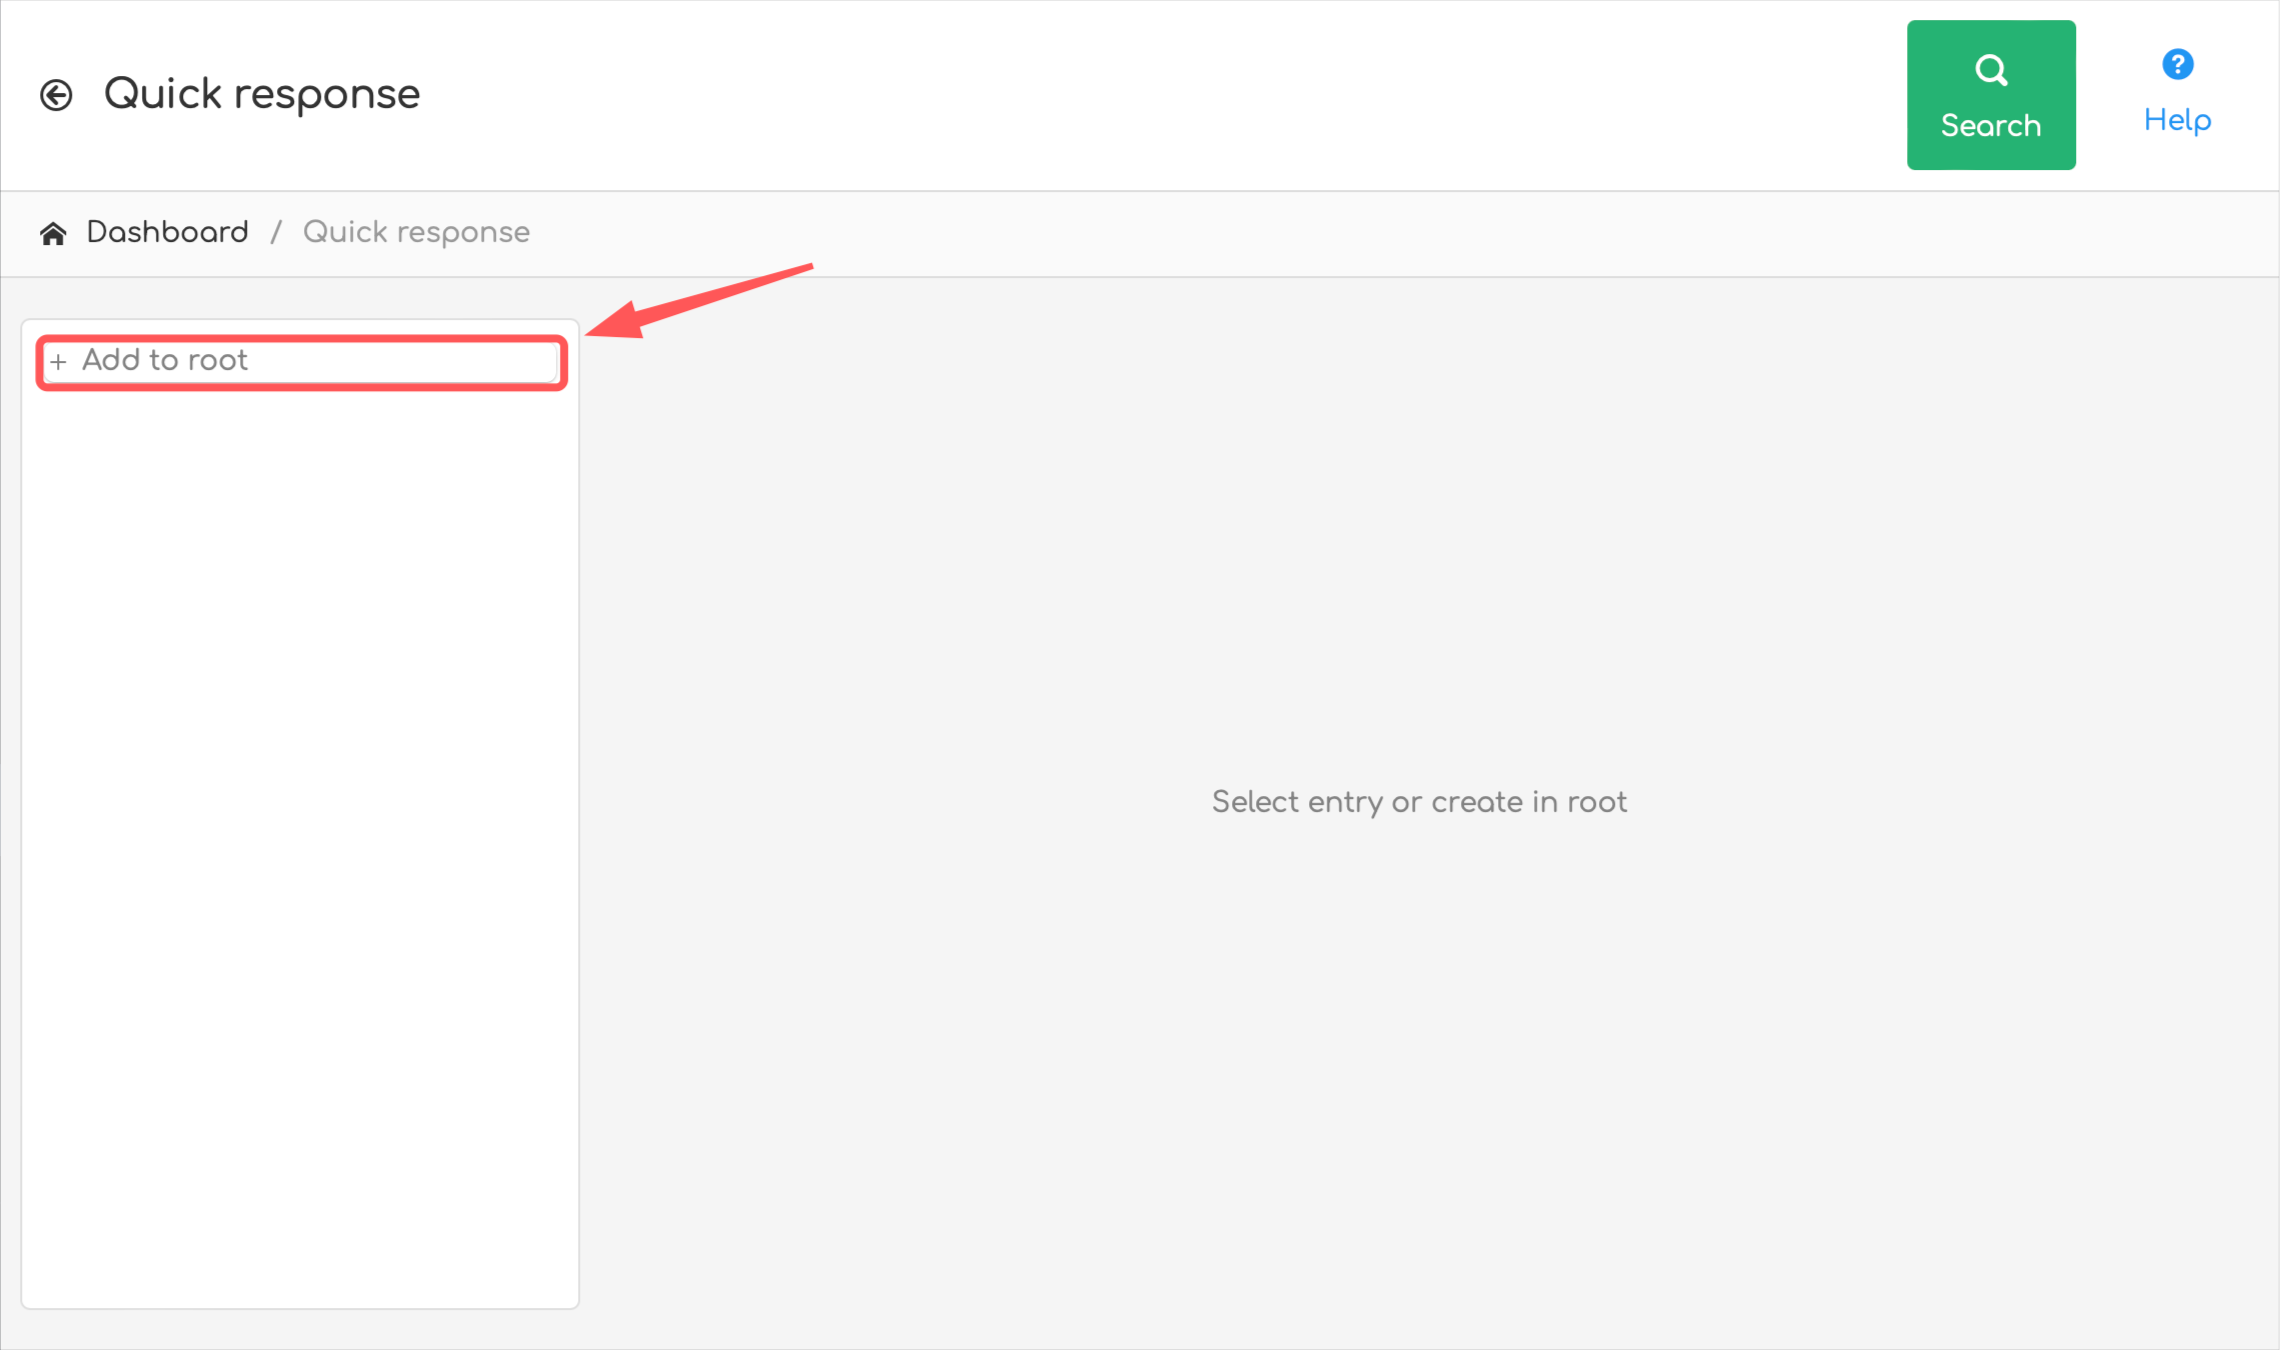 Quick response
Search
Help
Dashboard / Quick response
+ Add to root
Select entry or create in root